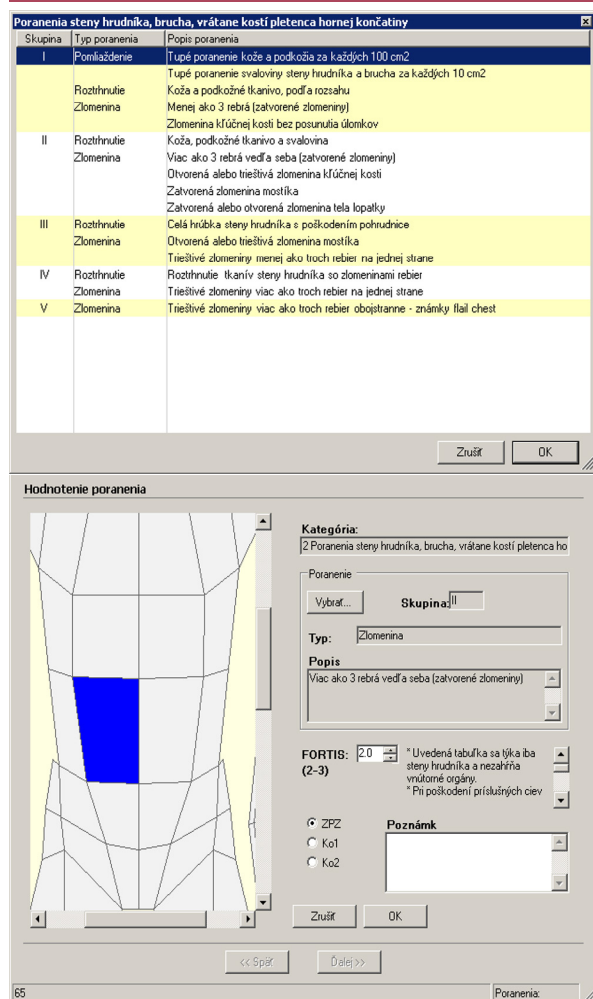 Poranenia steny hrudníka, brucha, vrátane kostí pletenca hornej končatiny
Skupina Typ poranenia Popis poranenia
I Pomliaždenie Tupé poranenie kože a podkožia za každých 100 cm2
Tupé poranenie svaloviny steny hrudníka a brucha za každých 10 cm2
Roztrhnutie Koža a podkožné tkanivo, podľa rozsahu
Zlomenina Menej ako 3 rebrá (zatvorené zlomeniny)
Zlomenina kľúčnej kosti bez posunutia úlomkov
II Roztrhnutie Koža, podkožné tkanivo a svalovina
Zlomenina Viac ako 3 rebrá vedľa seba (zatvorené zlomeniny)
Otvorená alebo trieštivá zlomenina kľúčnej kosti
Zatvorená zlomenina mostíka
Zatvorená alebo otvorená zlomenina tela lopatky
III Roztrhnutie Celá hrúbka steny hrudníka s poškodením pohrudnice
Zlomenina Otvorená alebo trieštivá zlomenina mostíka
Trieštivé zlomeniny menej ako troch rebier na jednej strane
IV Roztrhnutie Roztrhnutie tkanív steny hrudníka so zlomeninami rebier
Zlomenina Trieštivé zlomeniny viac ako troch rebier na jednej strane
V Zlomenina Trieštivé zlomeniny viac ako troch rebier obojstranne - známky flail chest
Zrušiť OK
Hodnotenie poranenia
Kategória:
2 Poranenia steny hrudníka, brucha, vrátane kostí pletenca ho
Poranenie
Vybrať... Skupina: II
Typ: Zlomenina
Popis
Viac ako 3 rebrá vedľa seba (zatvorené zlomeniny)
FORTIS: 2.0
(2-3)
* Uvedená tabuľka sa týka iba
steny hrudníka a nezahŕňa
vnútorné orgány.
* Pri poškodení príslušných ciev
ZPZ Poznámk
Ko1
Ko2
Zrušiť OK
<< Späť Ďalej >>
65 Poranenia: